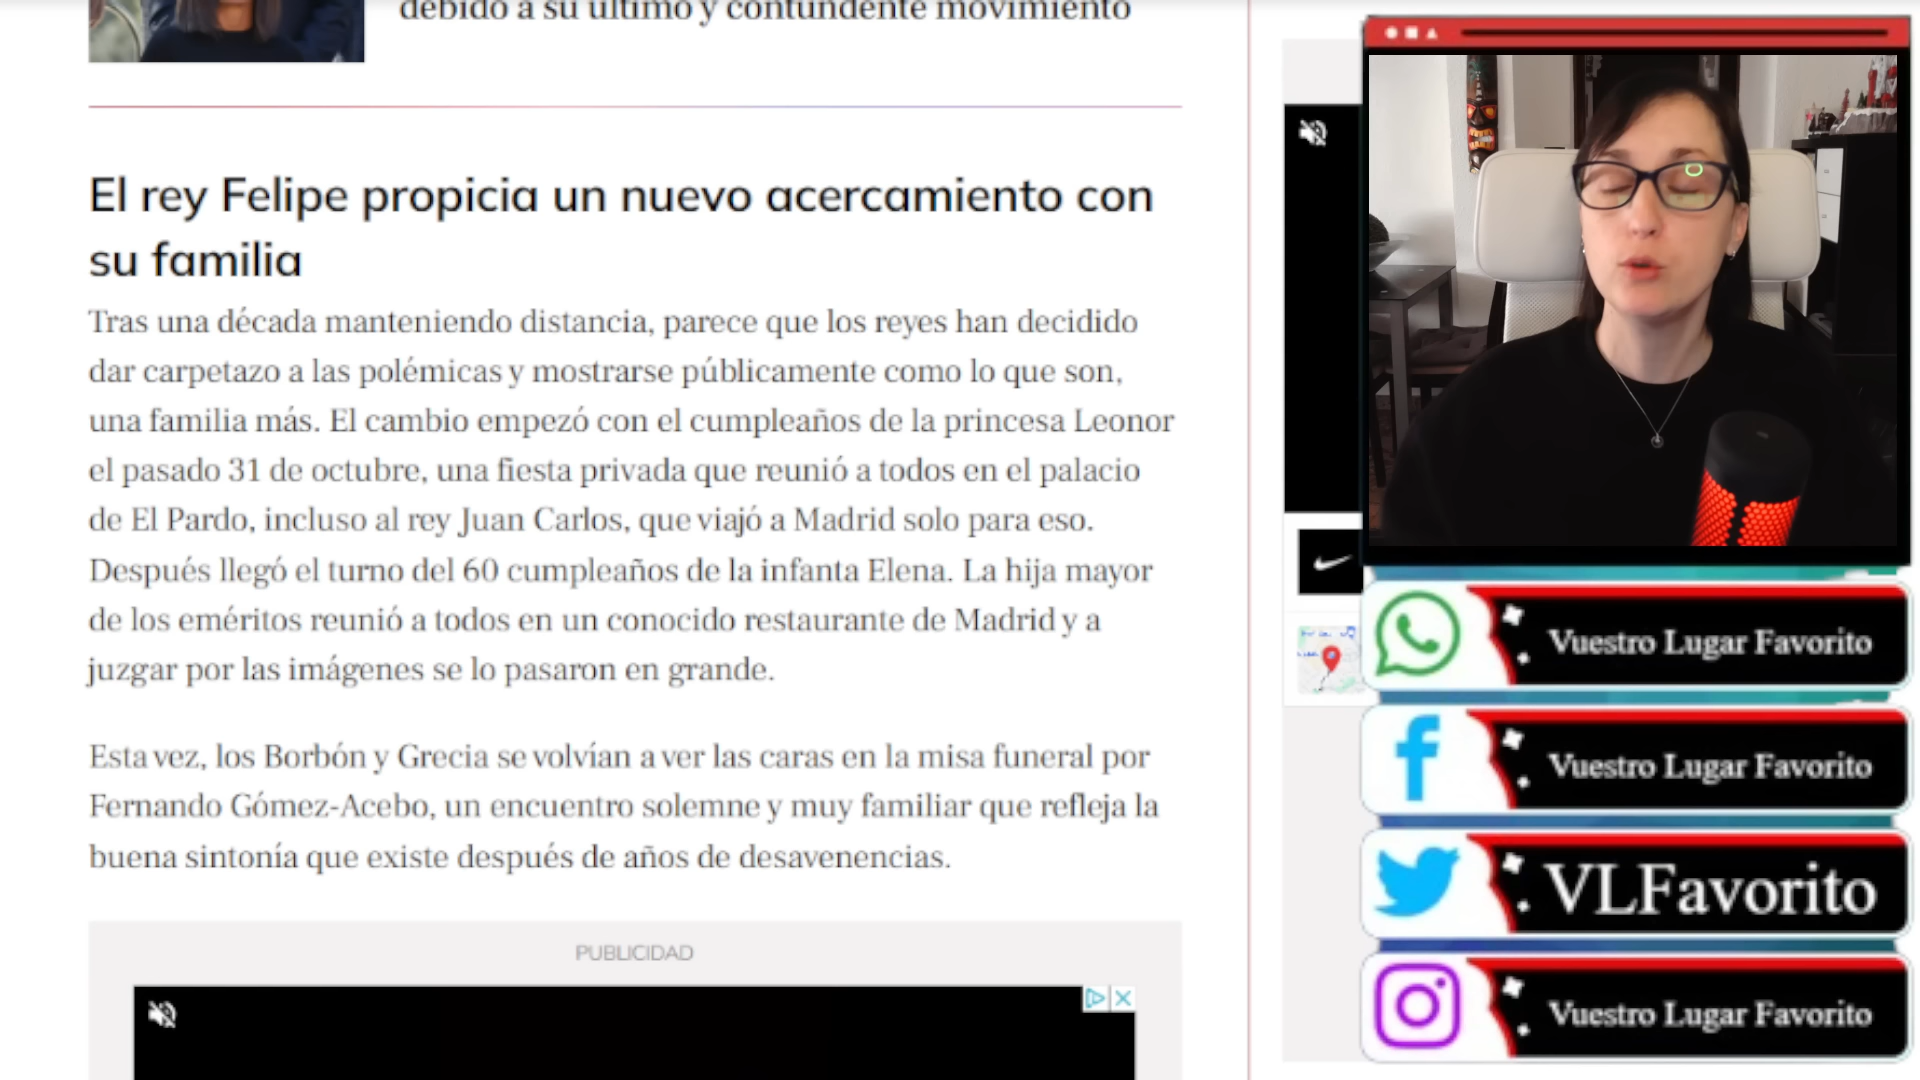 debido a su último y contundente movimiento
El rey Felipe propicia un nuevo acercamiento con
su familia
Tras una década manteniendo distancia, parece que los reyes han decidido
dar carpetazo a las polémicas y mostrarse públicamente como lo que son,
una familia más. El cambio empezó con el cumpleaños de la princesa Leonor
el pasado 31 de octubre, una fiesta privada que reunió a todos en el palacio
de El Pardo, incluso al rey Juan Carlos, que viajó a Madrid solo para eso.
Después llegó el turno del 60 cumpleaños de la infanta Elena. La hija mayor
de los eméritos reunió a todos en un conocido restaurante de Madrid y a
juzgar por las imágenes se lo pasaron en grande.
Esta vez, los Borbón y Grecia se volvían a ver las caras en la misa funeral por
Fernando Gómez-Acebo, un encuentro solemne y muy familiar que refleja la
buena sintonía que existe después de años de desavenencias.
PUBLICIDAD
Vuestro Lugar Favorito
Vuestro Lugar Favorito
VLFavorito
Vuestro Lugar Favorito